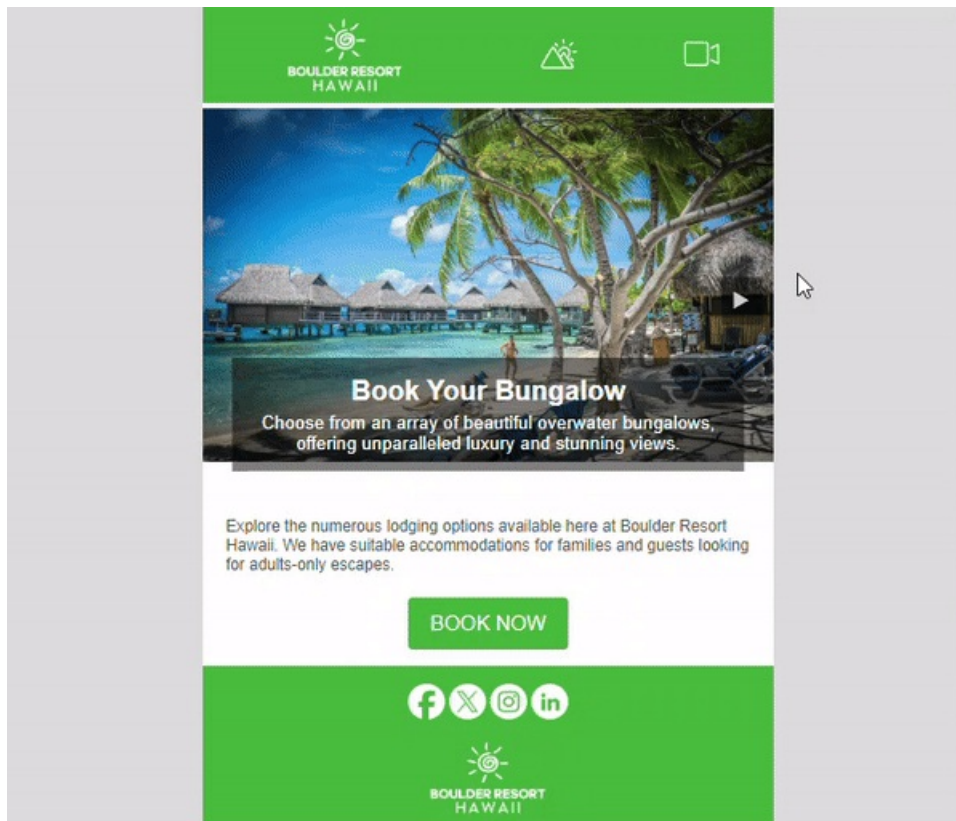 BOULDER RESORT
HAWAII
Book Your Bungalow
Choose from an array of beautiful overwater bungalows,
offering unparalleled luxury and stunning views.
Explore the numerous lodging options available here at Boulder Resort
Hawaii. We have suitable accommodations for families and guests looking
for adults-only escapes.
BOOK NOW
BOULDER RESORT
HAWAII